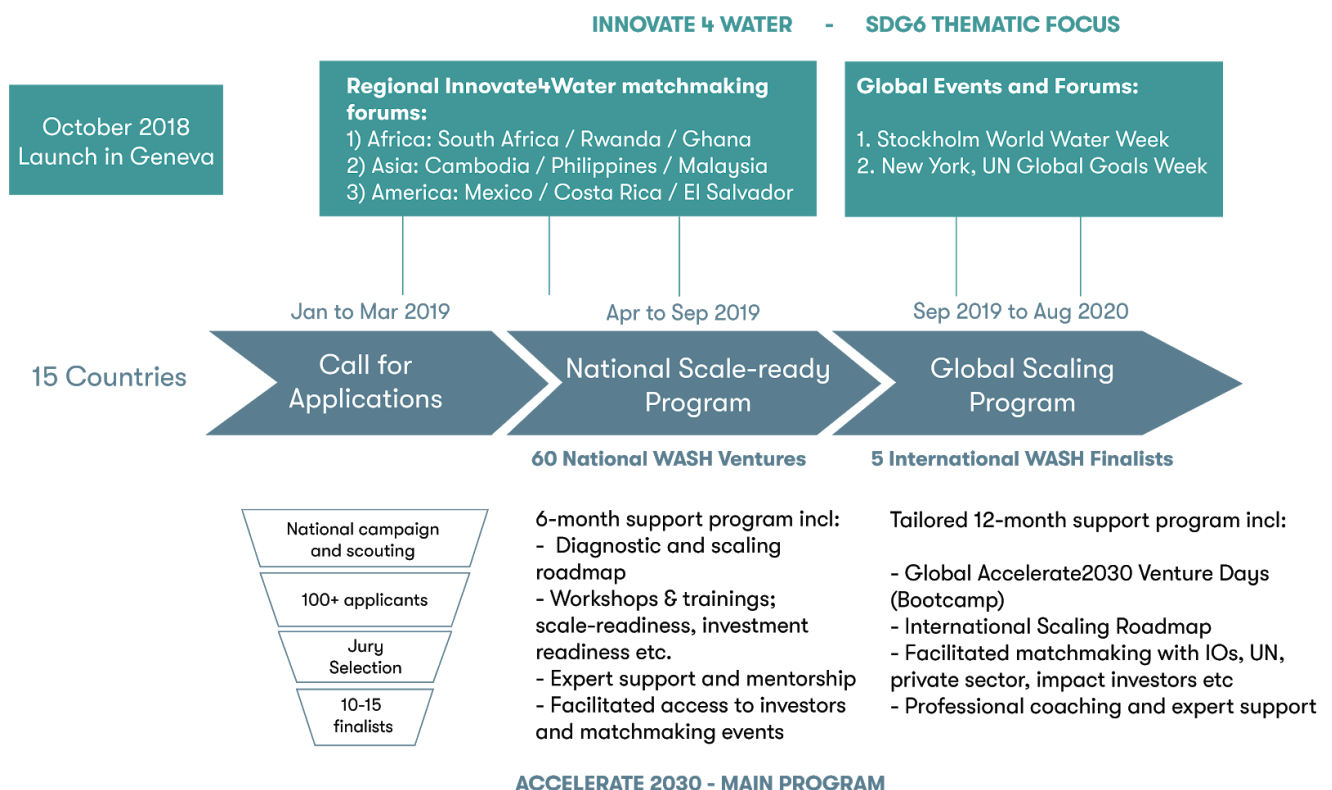 INNOVATE 4 WATER - SDG6 THEMATIC FOCUS
October 2018
Launch in Geneva
Regional Innovate4Water matchmaking
forums:
1) Africa: South Africa / Rwanda / Ghana
2) Asia: Cambodia / Philippines / Malaysia
3) America: Mexico / Costa Rica / El Salvador
Global Events and Forums:
1. Stockholm World Water Week
2. New York, UN Global Goals Week
15 Countries
Jan to Mar 2019
Call for
Applications
Apr to Sep 2019
National Scale-ready
Program
Sep 2019 to Aug 2020
Global Scaling
Program
National campaign
and scouting
100+ applicants
Jury
Selection
10-15
finalists
60 National WASH Ventures
6-month support program incl:
- Diagnostic and scaling
roadmap
- Workshops & trainings;
scale-readiness, investment
readiness etc.
- Expert support and mentorship
- Facilitated access to investors
and matchmaking events
5 International WASH Finalists
Tailored 12-month support program incl:
- Global Accelerate2030 Venture Days
(Bootcamp)
- International Scaling Roadmap
- Facilitated matchmaking with IOs, UN,
private sector, impact investors etc
- Professional coaching and expert support
ACCELERATE 2030 - MAIN PROGRAM